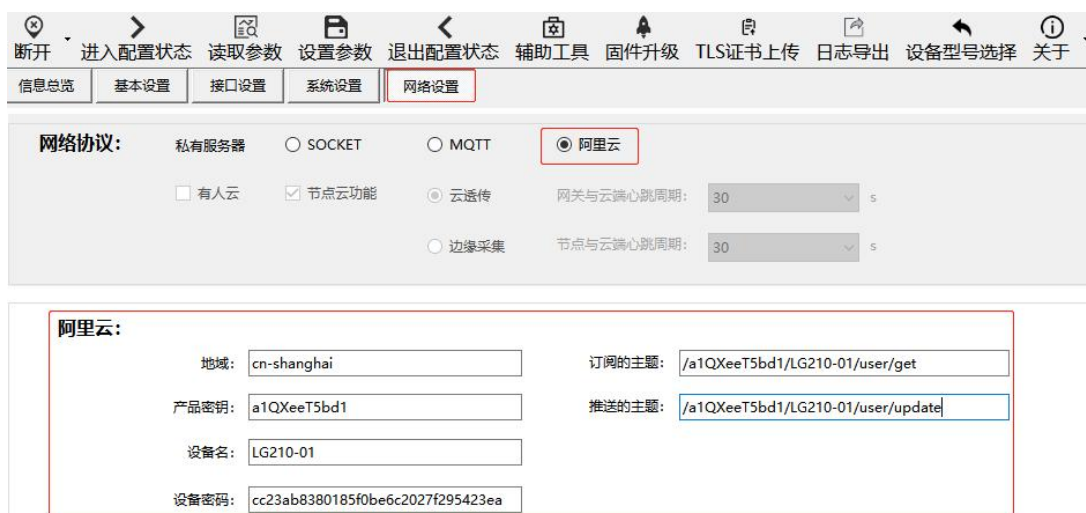 断开 进入配置状态 读取参数 设置参数 退出配置状态 辅助工具 固件升级 TLS证书上传 日志导出 设备型号选择 关于
信息总览 基本设置 接口设置 系统设置 网络设置
网络协议: 私有服务器 SOCKET MQTT 阿里云
有人云 节点云功能 云透传 网关与云端心跳周期: 30 s
边缘采集 节点与云端心跳周期: 30 s
阿里云:
地域: cn-shanghai 订阅的主题: /a1QXeeT5bd1/LG210-01/user/get
产品密钥: a1QXeeT5bd1 推送的主题: /a1QXeeT5bd1/LG210-01/user/update
设备名: LG210-01
设备密码: cc23ab8380185f0be6c2027f295423ea